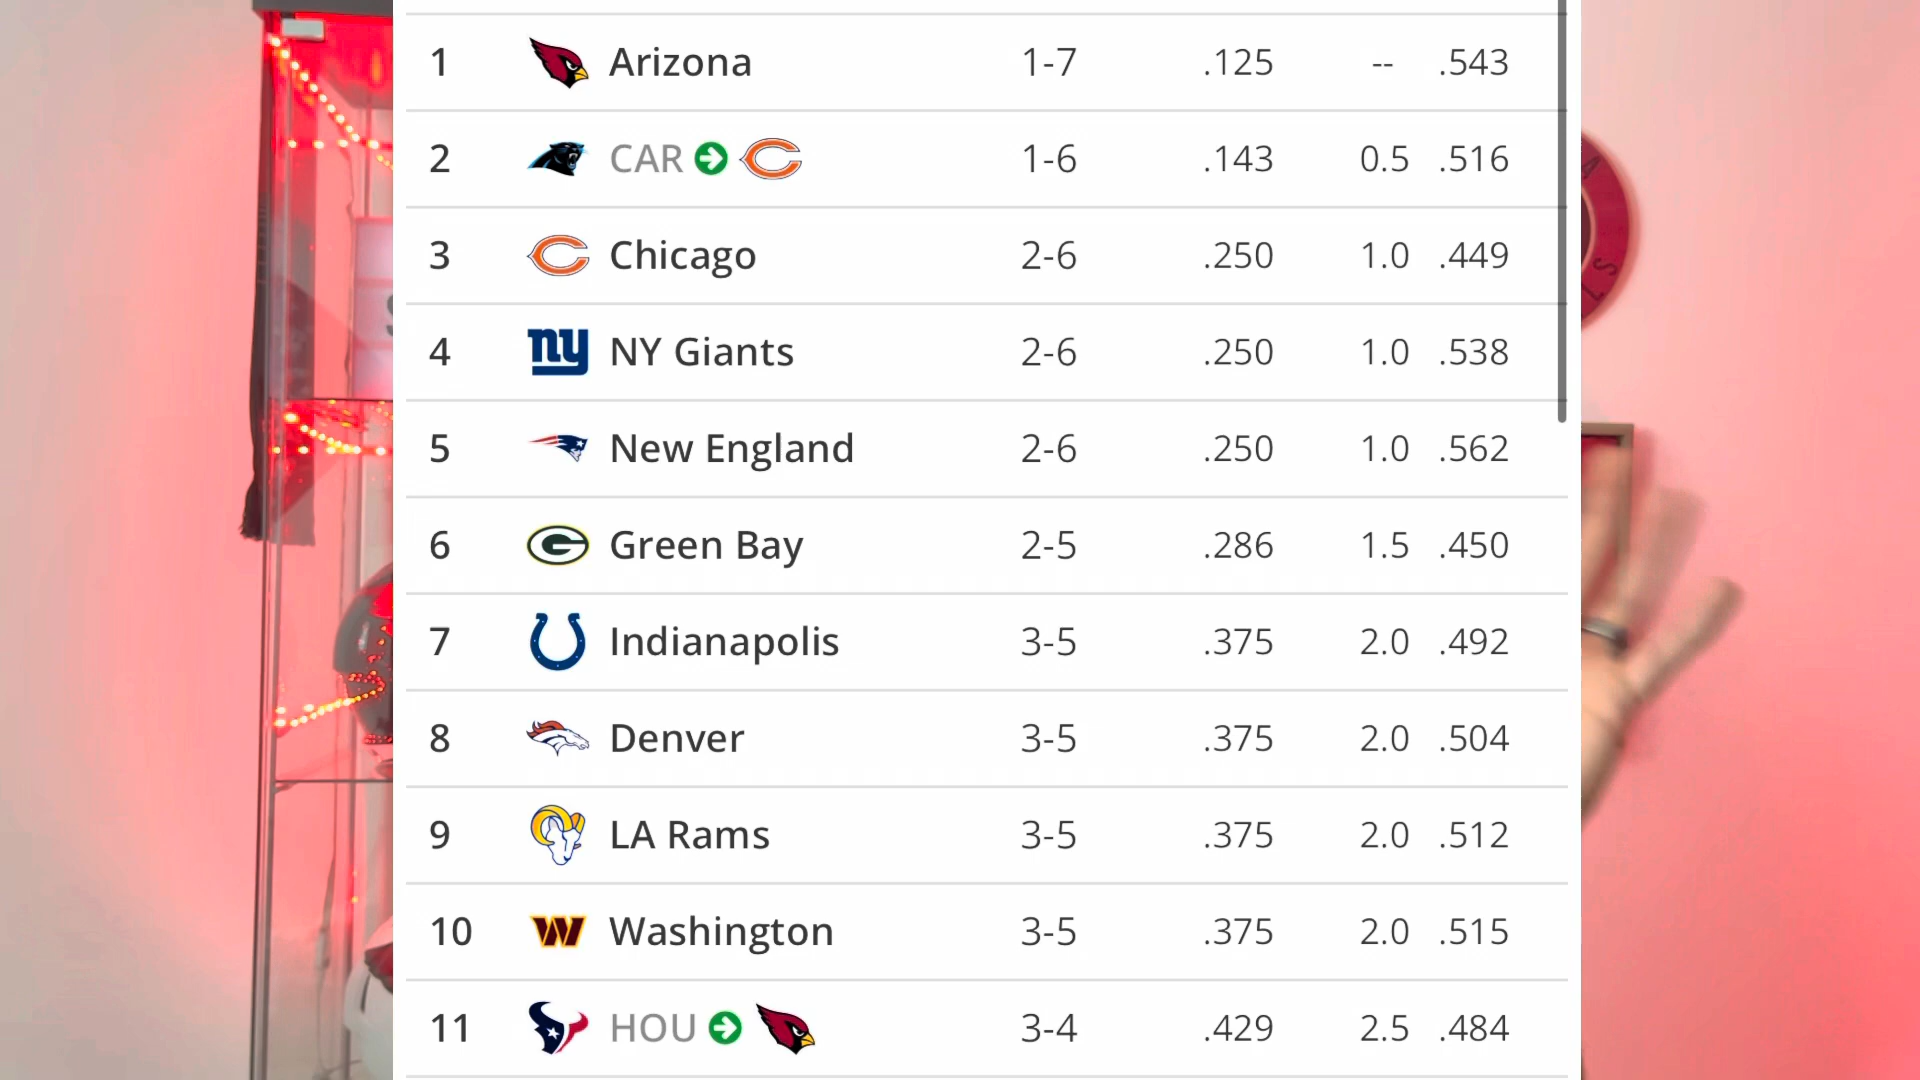 1 Arizona 1-7 .125 -- .543
2 CAR 1-6 .143 0.5 .516
3 Chicago 2-6 .250 1.0 .449
4 ny NY Giants 2-6 .250 1.0 .538
5 New England 2-6 .250 1.0 .562
6 G Green Bay 2-5 .286 1.5 .450
7 Indianapolis 3-5 .375 2.0 .492
8 Denver 3-5 .375 2.0 .504
9 LA Rams 3-5 .375 2.0 .512
10 W Washington 3-5 .375 2.0 .515
11 HOU 3-4 .429 2.5 .484